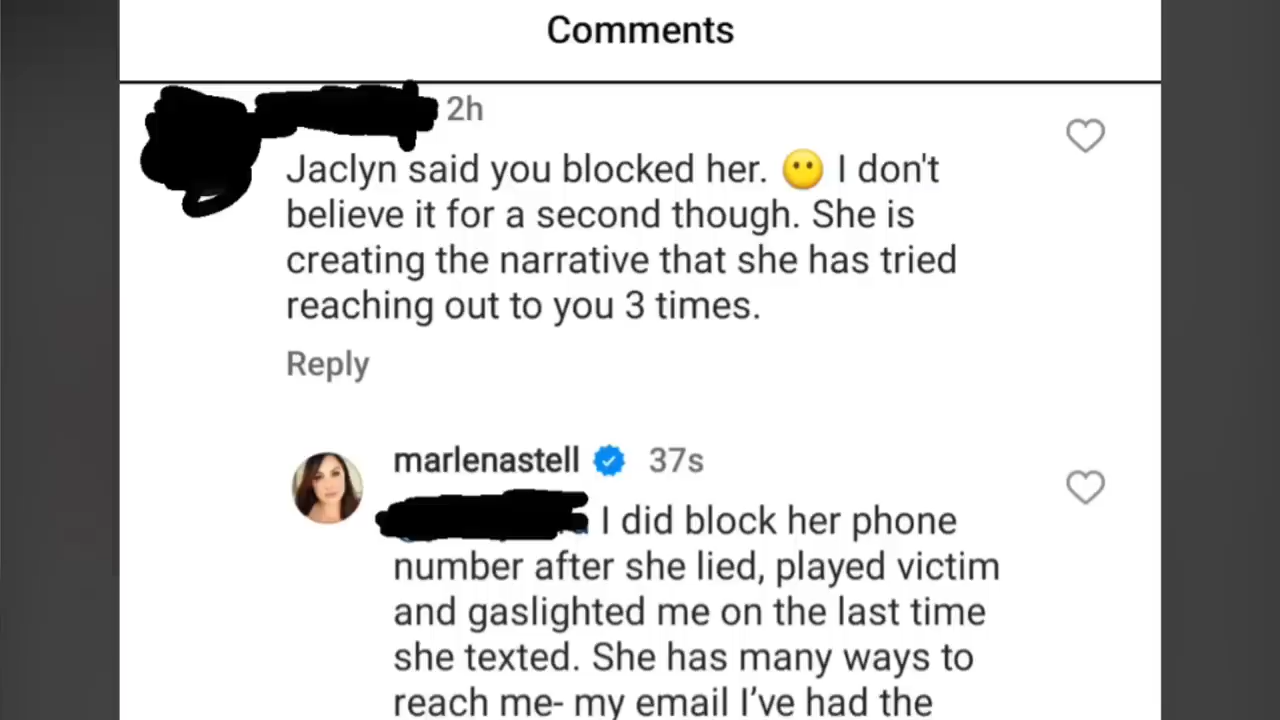 Comments
2h
Jaclyn said you blocked her. 😶 I don't
believe it for a second though. She is
creating the narrative that she has tried
reaching out to you 3 times.
Reply
marlenastell 37s
I did block her phone
number after she lied, played victim
and gaslighted me on the last time
she texted. She has many ways to
reach me- my email I’ve had the